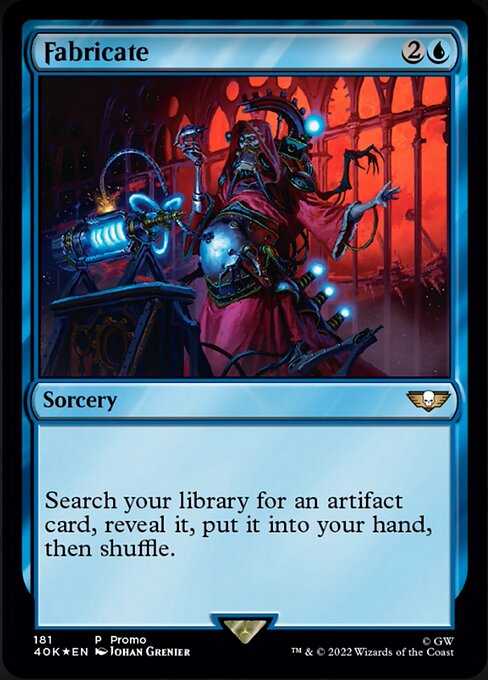 Fabricate 2
Sorcery
Search your library for an artifact
card, reveal it, put it into your hand,
then shuffle.
181 P Promo © GW
40K★EN Johan Grenier ™ & © 2022 Wizards of the Coast